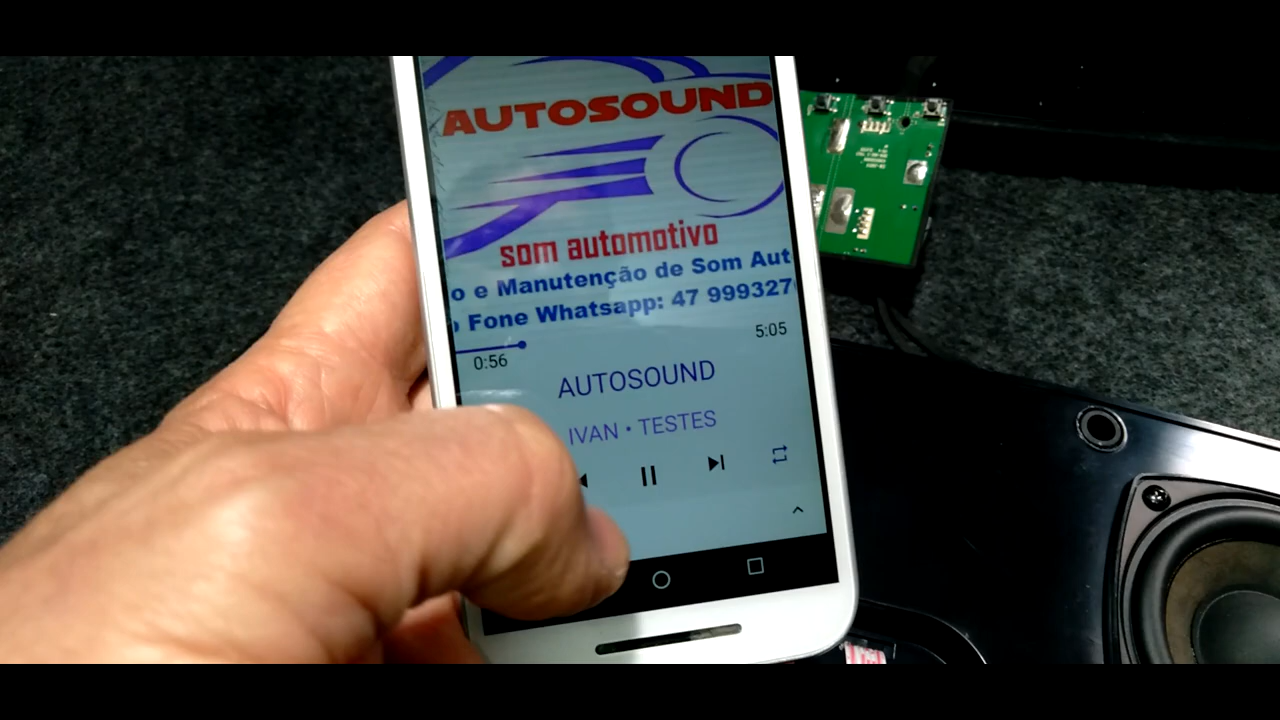 AUTOSOUND
som automotivo
o e Manutenção de Som Aut
Fone Whatsapp: 47 999327
0:56
5:05
AUTOSOUND
IVAN • TESTES